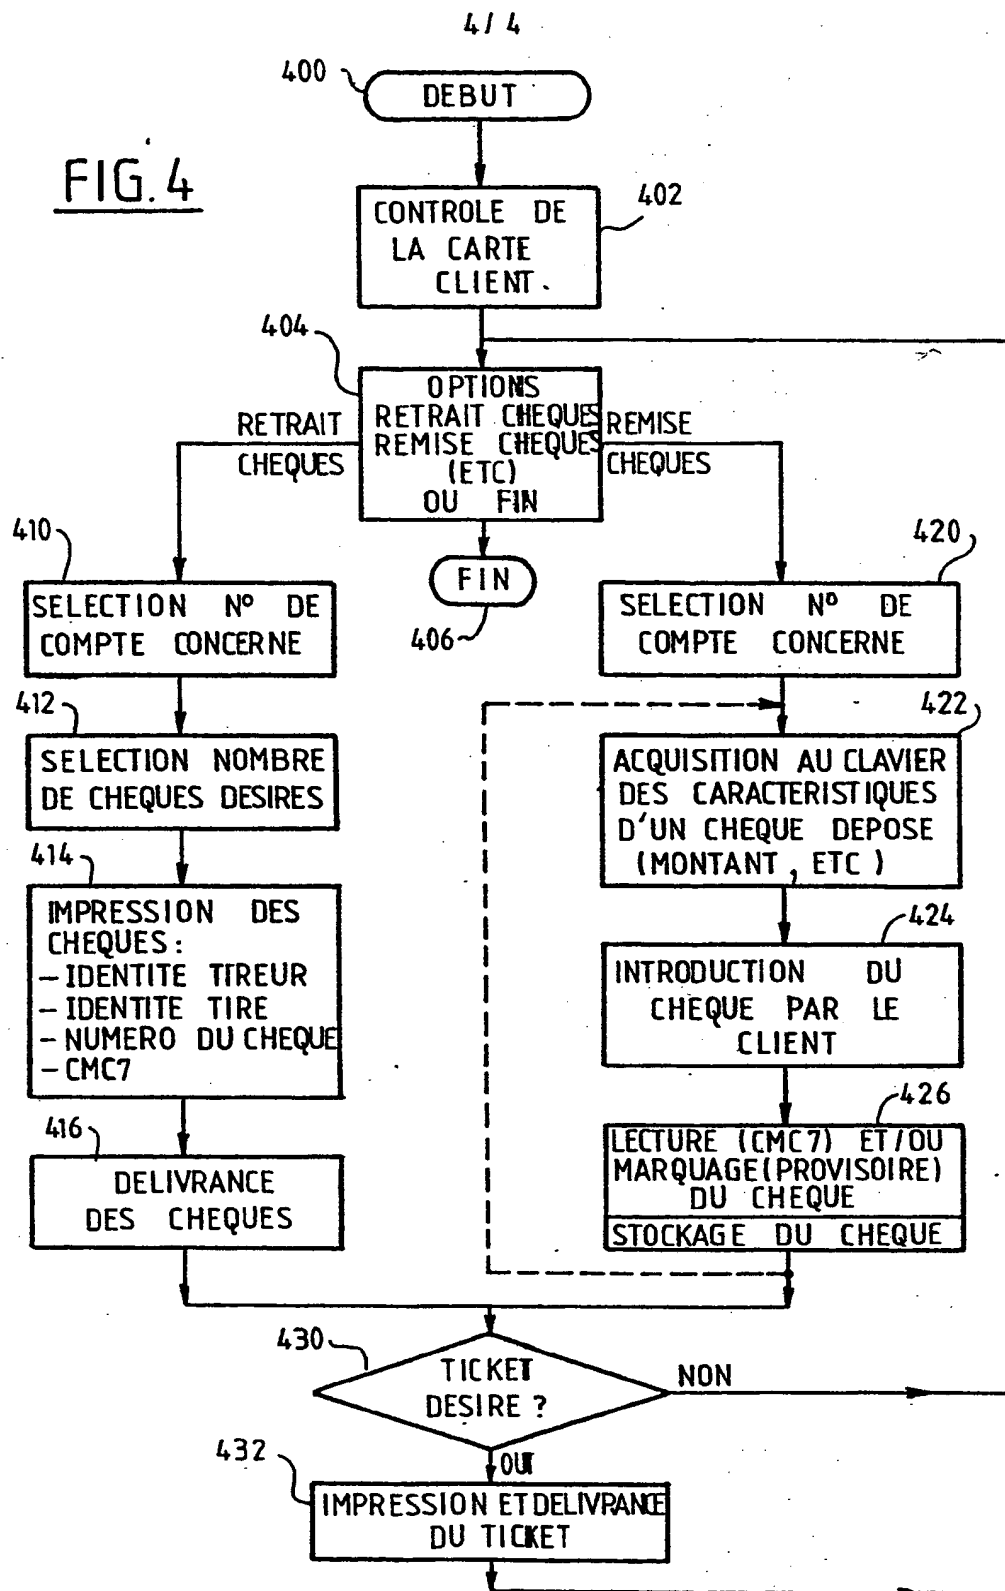 4/4
400
DEBUT
FIG. 4
402
CONTROLE DE
LA CARTE
CLIENT.
404
OPTIONS
RETRAIT CHEQUES
REMISE CHEQUES
(ETC)
OU FIN
RETRAIT
CHEQUES
REMISE
CHEQUES
FIN
406
410
SELECTION N° DE
COMPTE CONCERNE
412
SELECTION NOMBRE
DE CHEQUES DESIRES
414
IMPRESSION DES
CHEQUES :
- IDENTITE TIREUR
- IDENTITE TIRE
- NUMERO DU CHEQUE
- CMC7
416
DELIVRANCE
DES CHEQUES
420
SELECTION N° DE
COMPTE CONCERNE
422
ACQUISITION AU CLAVIER
DES CARACTERISTIQUES
D'UN CHEQUE DEPOSE
(MONTANT, ETC)
424
INTRODUCTION DU
CHEQUE PAR LE
CLIENT
426
LECTURE (CMC7) ET/OU
MARQUAGE (PROVISOIRE)
DU CHEQUE
STOCKAGE DU CHEQUE
430
TICKET
DESIRE ?
NON
OUI
432
IMPRESSION ET DELIVRANCE
DU TICKET